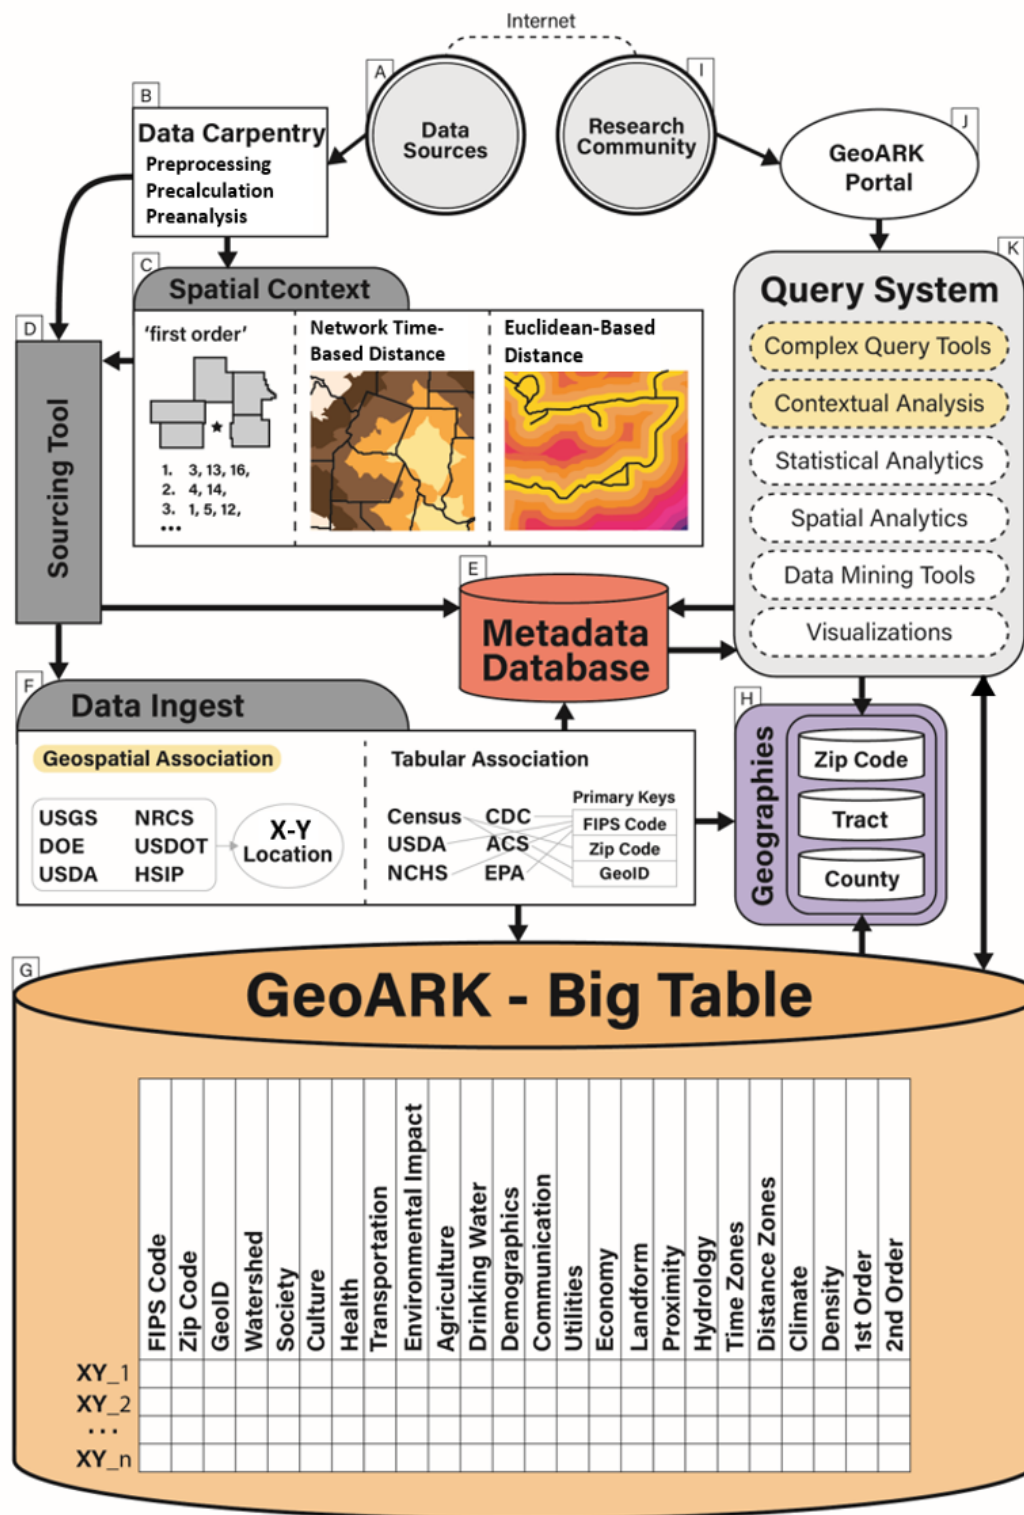 Internet
A
Data
Sources
I
Research
Community
J
GeoARK
Portal
B
Data Carpentry
Preprocessing
Precalculation
Preanalysis
C
Spatial Context
'first order'
1. 3, 13, 16,
2. 4, 14,
3. 1, 5, 12,
...
Network Time-
Based Distance
Euclidean-Based
Distance
D
Sourcing Tool
K
Query System
Complex Query Tools
Contextual Analysis
Statistical Analytics
Spatial Analytics
Data Mining Tools
Visualizations
E
Metadata
Database
F
Data Ingest
Geospatial Association
USGS NRCS
DOE USDOT
USDA HSIP
X-Y
Location
Tabular Association
Primary Keys
Census CDC
USDA ACS
NCHS EPA
FIPS Code
Zip Code
GeoID
H
Geographies
Zip Code
Tract
County
G
GeoARK - Big Table
FIPS Code
Zip Code
GeoID
Watershed
Society
Culture
Health
Transportation
Environmental Impact
Agriculture
Drinking Water
Demographics
Communication
Utilities
Economy
Landform
Proximity
Hydrology
Time Zones
Distance Zones
Climate
Density
1st Order
2nd Order
XY_1
XY_2
...
XY_n